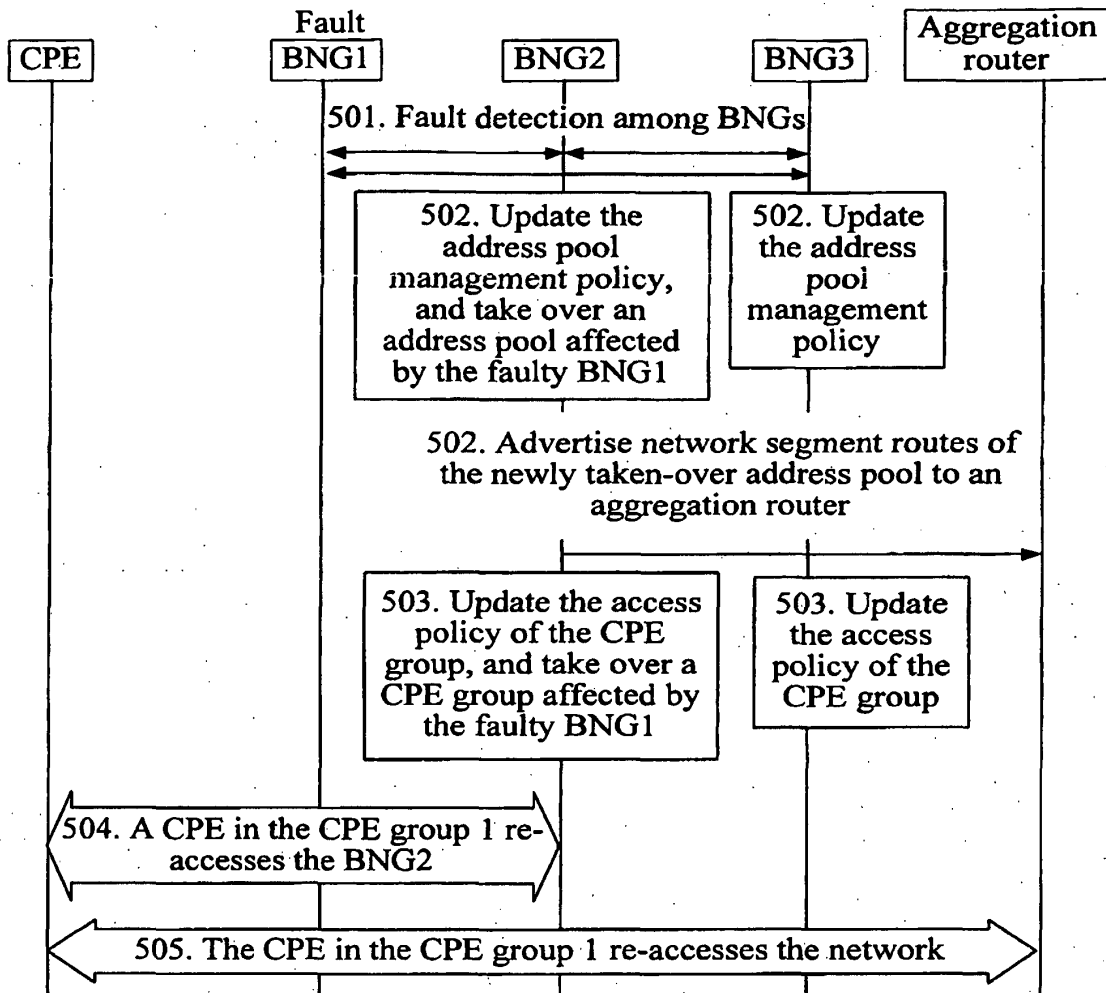 Fault
CPE
BNG1
BNG2
BNG3
Aggregation
router
501. Fault detection among BNGs
502. Update the
address pool
management policy,
and take over an
address pool affected
by the faulty BNG1
502. Update
the address
pool
management
policy
502. Advertise network segment routes of
the newly taken-over address pool to an
aggregation router
503. Update the access
policy of the CPE
group, and take over a
CPE group affected by
the faulty BNG1
503. Update
the access
policy of the
CPE group
504. A CPE in the CPE group 1 re-
accesses the BNG2
505. The CPE in the CPE group 1 re-accesses the network